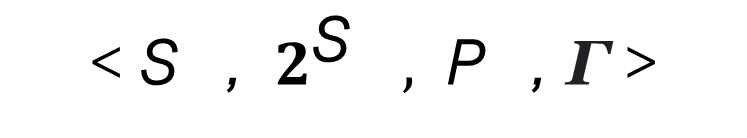 < S , 2^S , P , Γ >